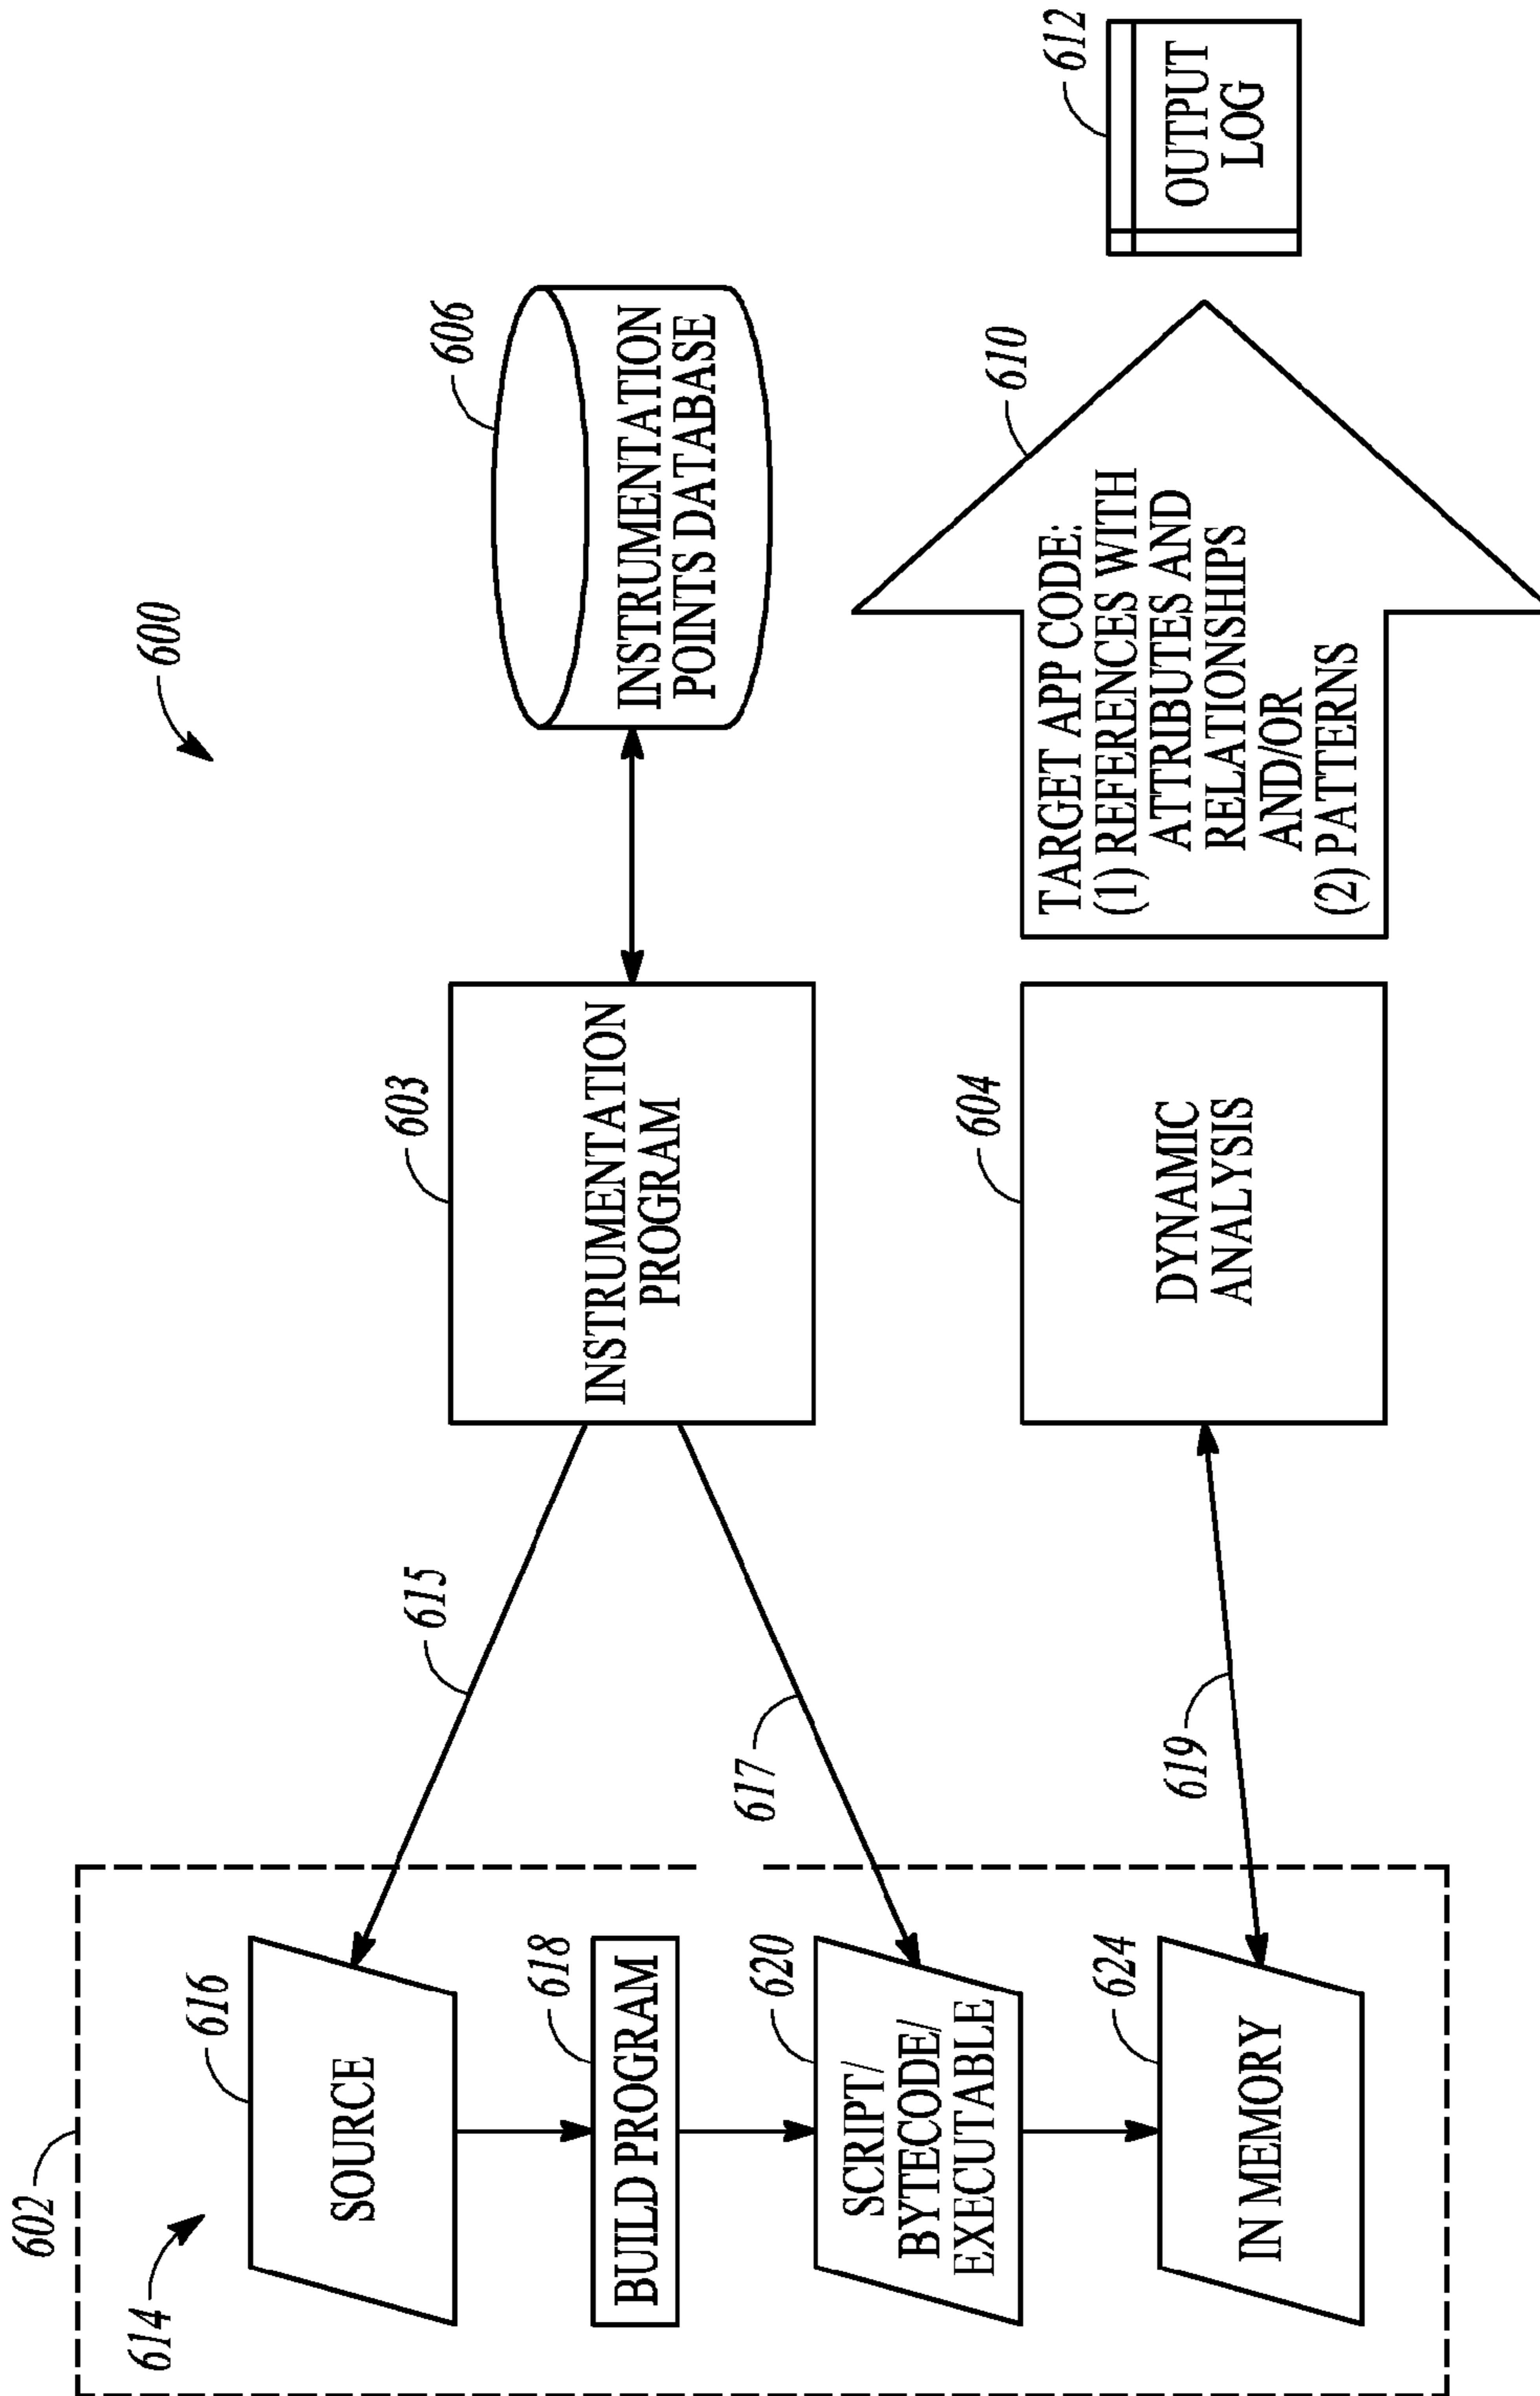 600
602
614
616
SOURCE
618
BUILD PROGRAM
620
SCRIPT/
BYTECODE/
EXECUTABLE
624
IN MEMORY
615
617
619
603
INSTRUMENTATION
PROGRAM
606
INSTRUMENTATION
POINTS DATABASE
604
DYNAMIC
ANALYSIS
610
TARGET APP CODE:
(1) REFERENCES WITH
ATTRIBUTES AND
RELATIONSHIPS
AND/OR
(2) PATTERNS
612
OUTPUT
LOG